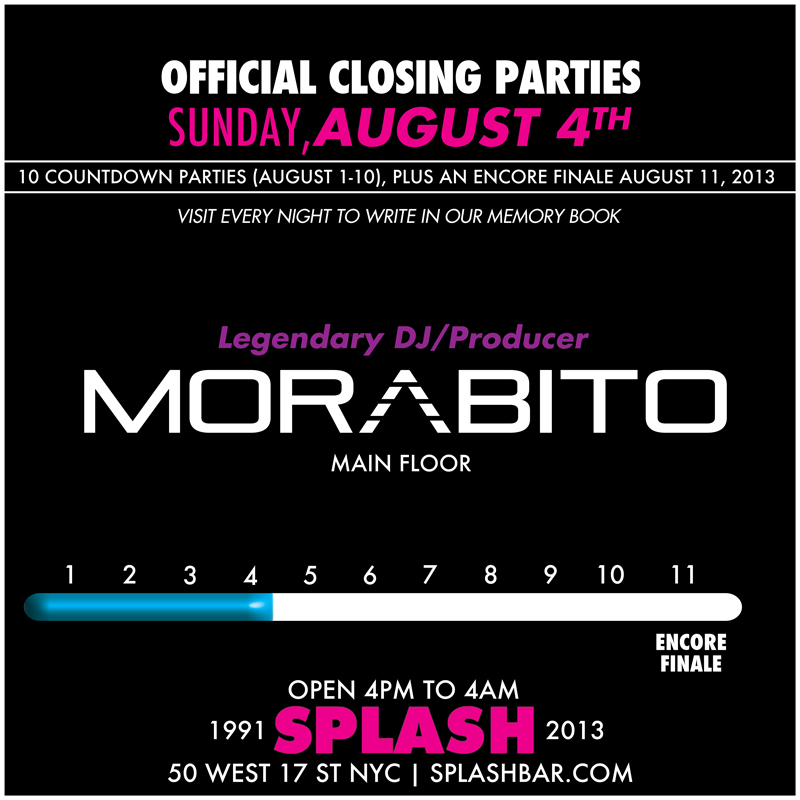 OFFICIAL CLOSING PARTIES
SUNDAY, AUGUST 4TH
10 COUNTDOWN PARTIES (AUGUST 1-10), PLUS AN ENCORE FINALE AUGUST 11, 2013
VISIT EVERY NIGHT TO WRITE IN OUR MEMORY BOOK
Legendary DJ/Producer
MORABITO
MAIN FLOOR
1 2 3 4 5 6 7 8 9 10 11
ENCORE
FINALE
OPEN 4PM TO 4AM
1991 SPLASH 2013
50 WEST 17 ST NYC | SPLASHBAR.COM